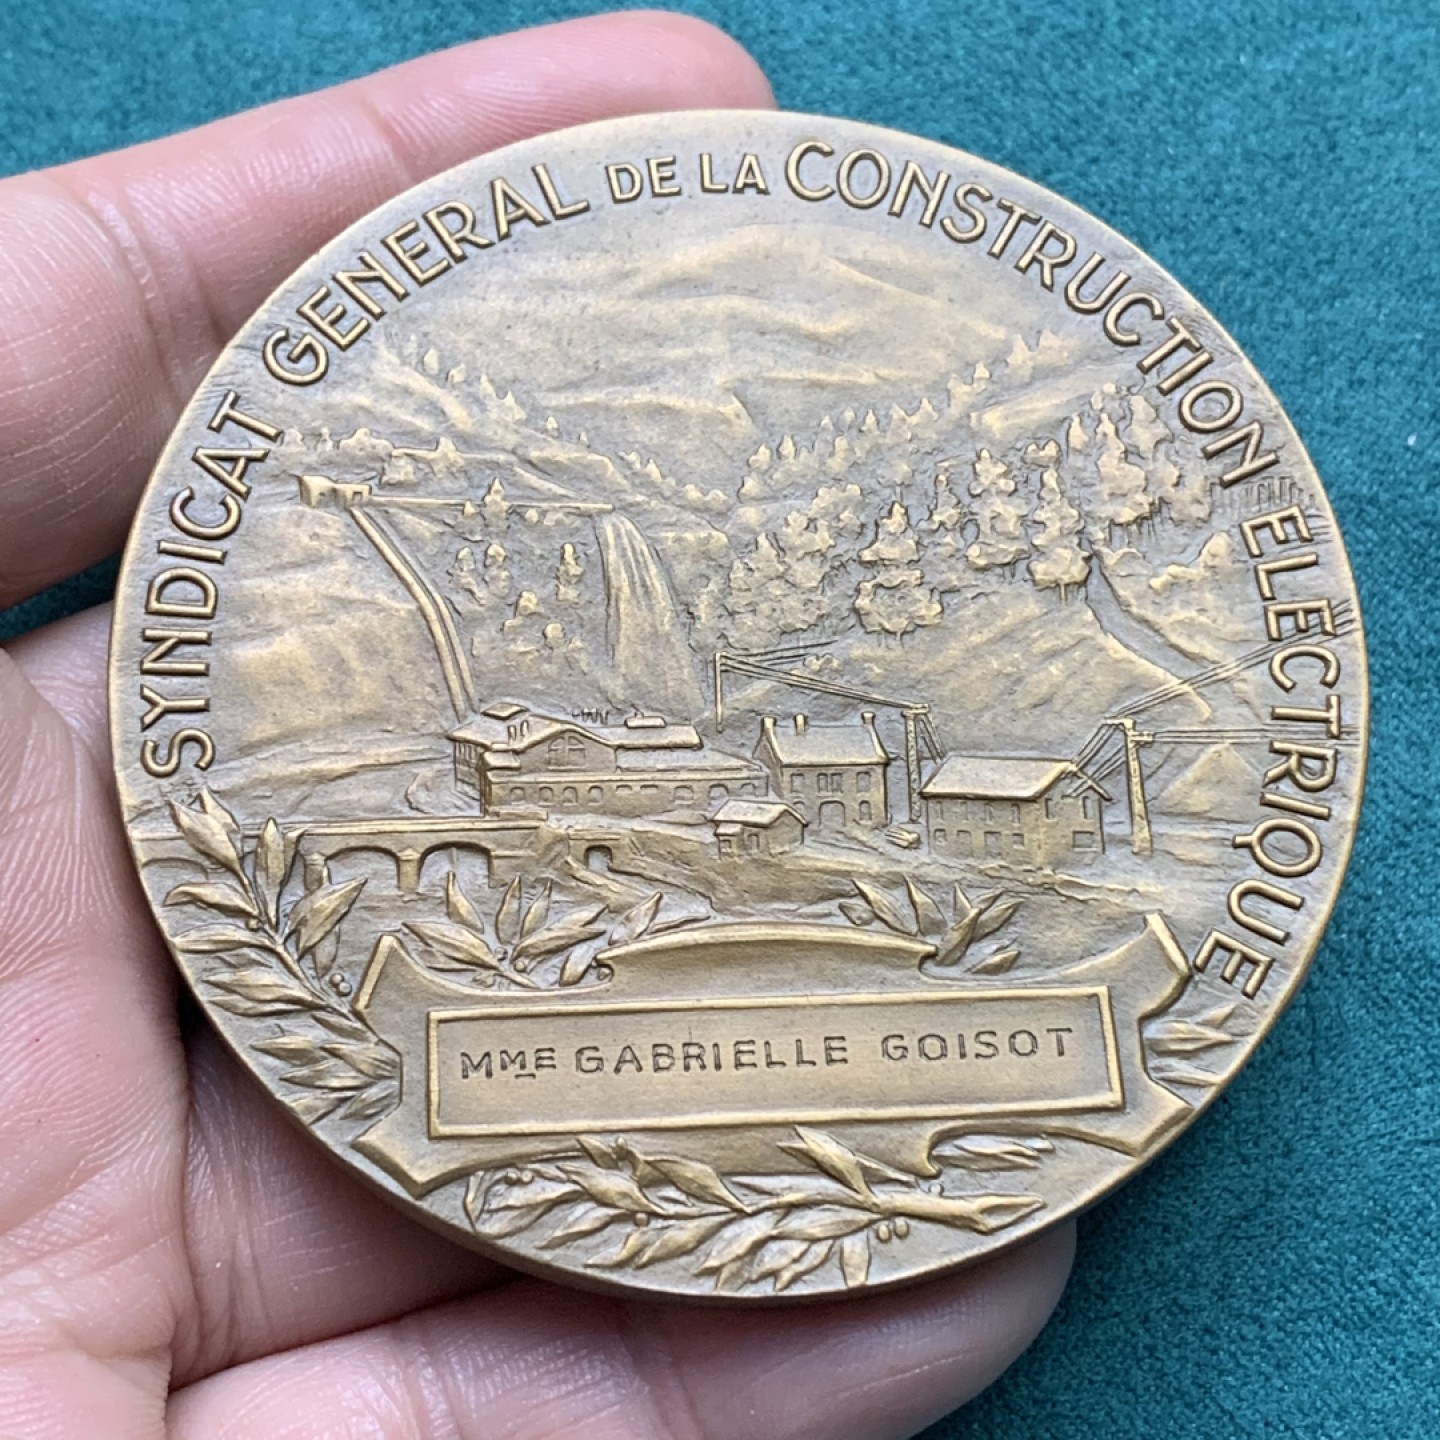 SYNDICAT GENERAL DE LA CONSTRUCTION ELECTRIQUE
MME GABRIELLE GOISOT